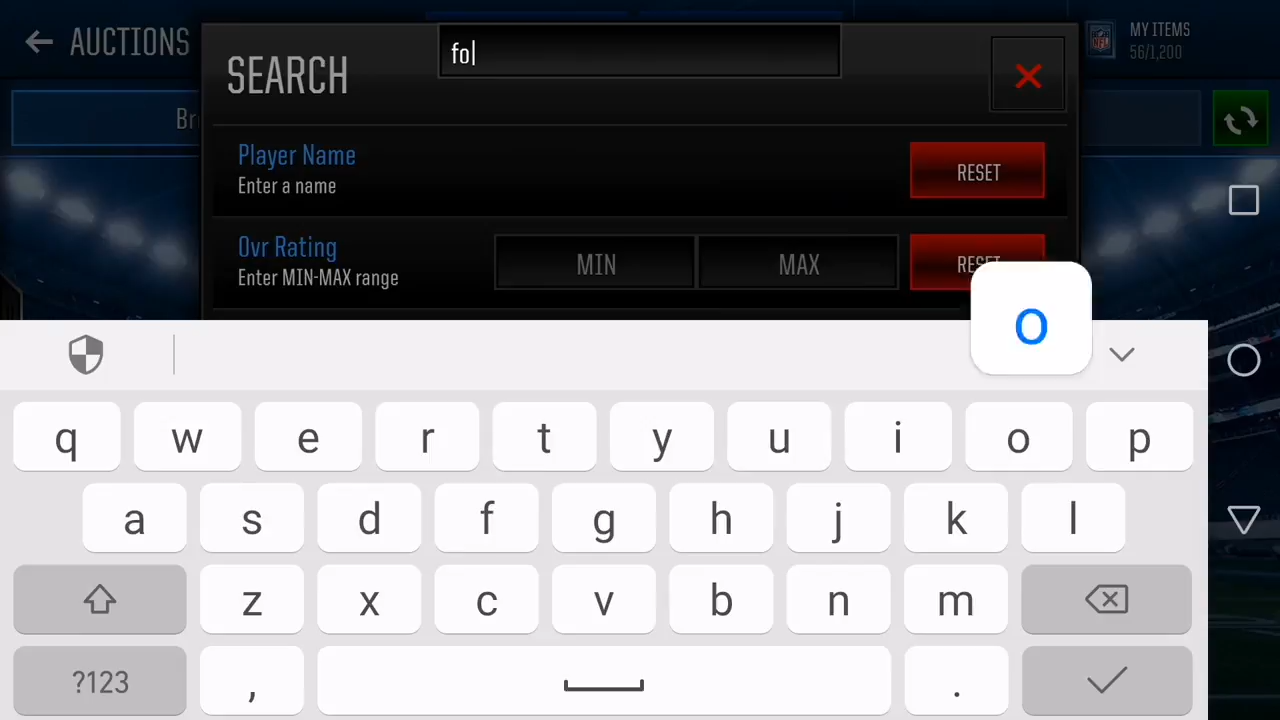 AUCTIONS
fo
MY ITEMS
56/1,200
SEARCH
Br
Player Name
Enter a name
RESET
Ovr Rating
Enter MIN-MAX range
MIN
MAX
RESET
o
q w e r t y u i o p
a s d f g h j k l
z x c v b n m
?123 , .